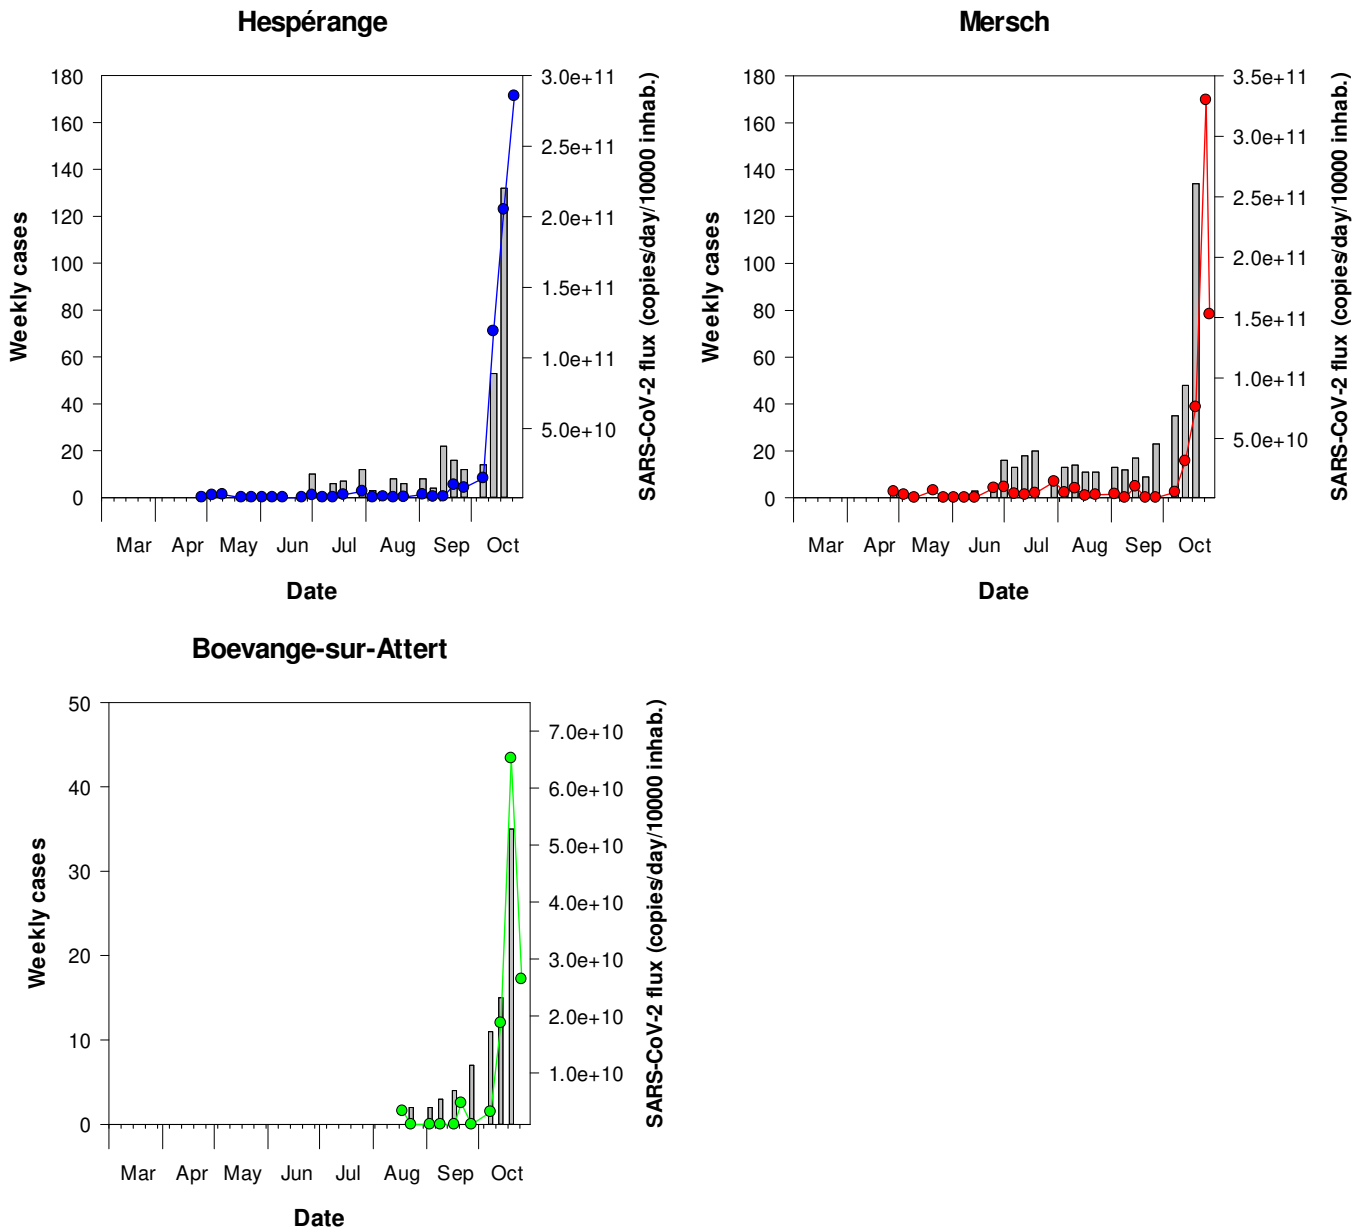 Hespérange
180
160
140
120
100
80
60
40
20
0
Weekly cases
3.0e+11
2.5e+11
2.0e+11
1.5e+11
1.0e+11
5.0e+10
SARS-CoV-2 flux (copies/day/10000 inhab.)
Mar Apr May Jun Jul Aug Sep Oct
Date
Mersch
180
160
140
120
100
80
60
40
20
0
Weekly cases
3.5e+11
3.0e+11
2.5e+11
2.0e+11
1.5e+11
1.0e+11
5.0e+10
SARS-CoV-2 flux (copies/day/10000 inhab.)
Mar Apr May Jun Jul Aug Sep Oct
Date
Boevange-sur-Attert
50
40
30
20
10
0
Weekly cases
7.0e+10
6.0e+10
5.0e+10
4.0e+10
3.0e+10
2.0e+10
1.0e+10
SARS-CoV-2 flux (copies/day/10000 inhab.)
Mar Apr May Jun Jul Aug Sep Oct
Date